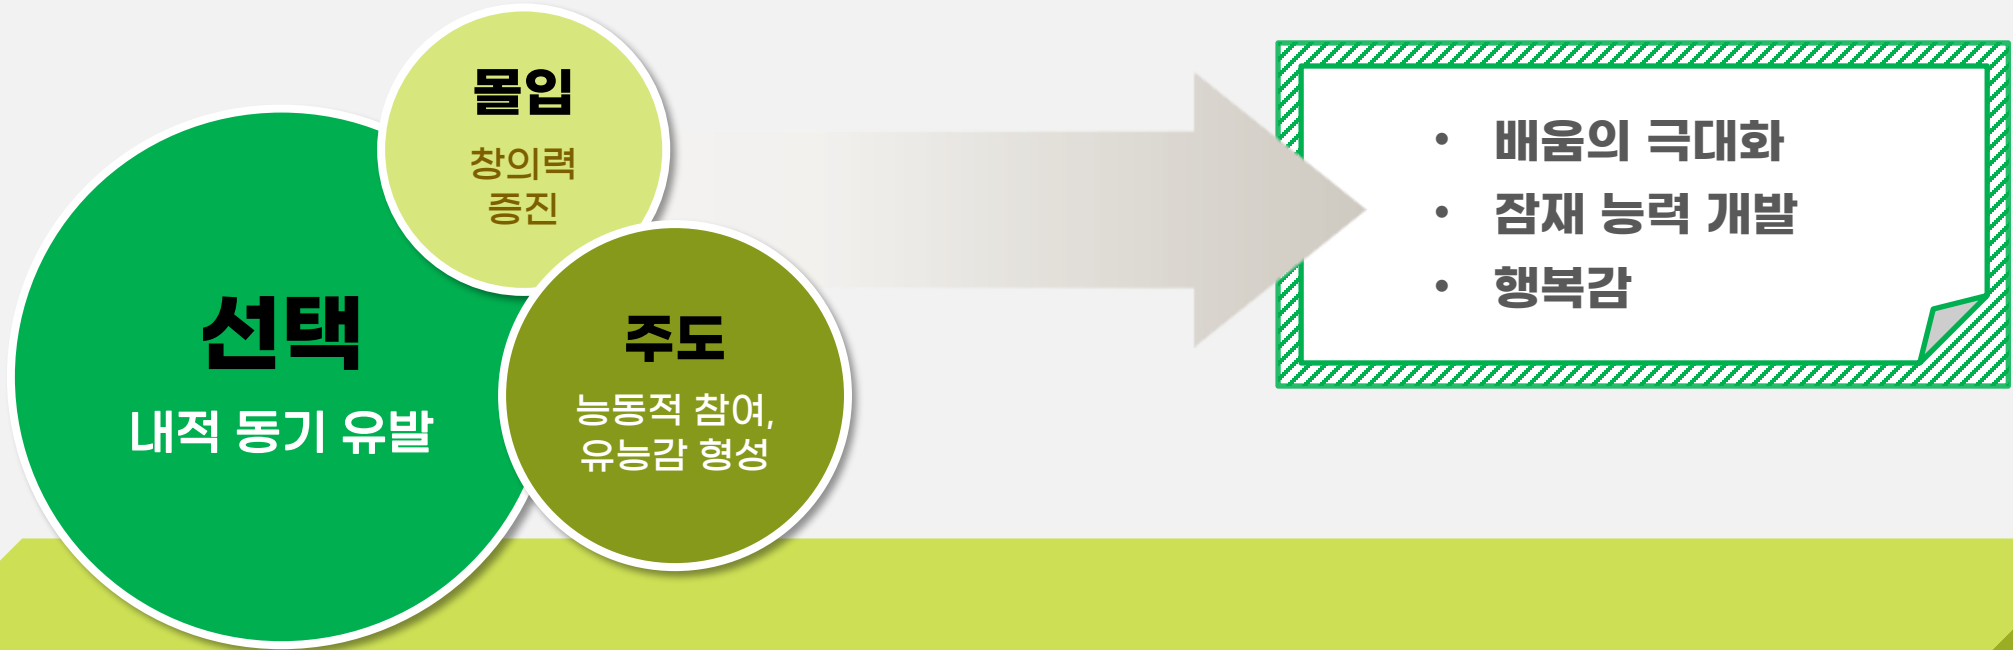 몰입
창의력
증진
선택
내적 동기 유발
주도
능동적 참여,
유능감 형성
• 배움의 극대화
• 잠재 능력 개발
• 행복감